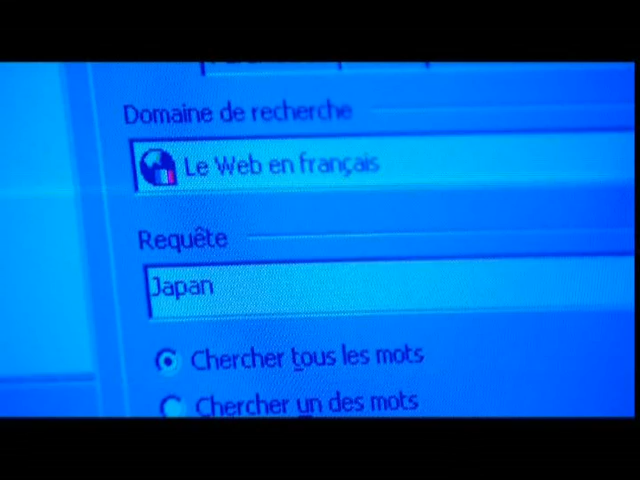 Domaine de recherche
Le Web en français
Requête
Japan
Chercher tous les mots
Chercher un des mots